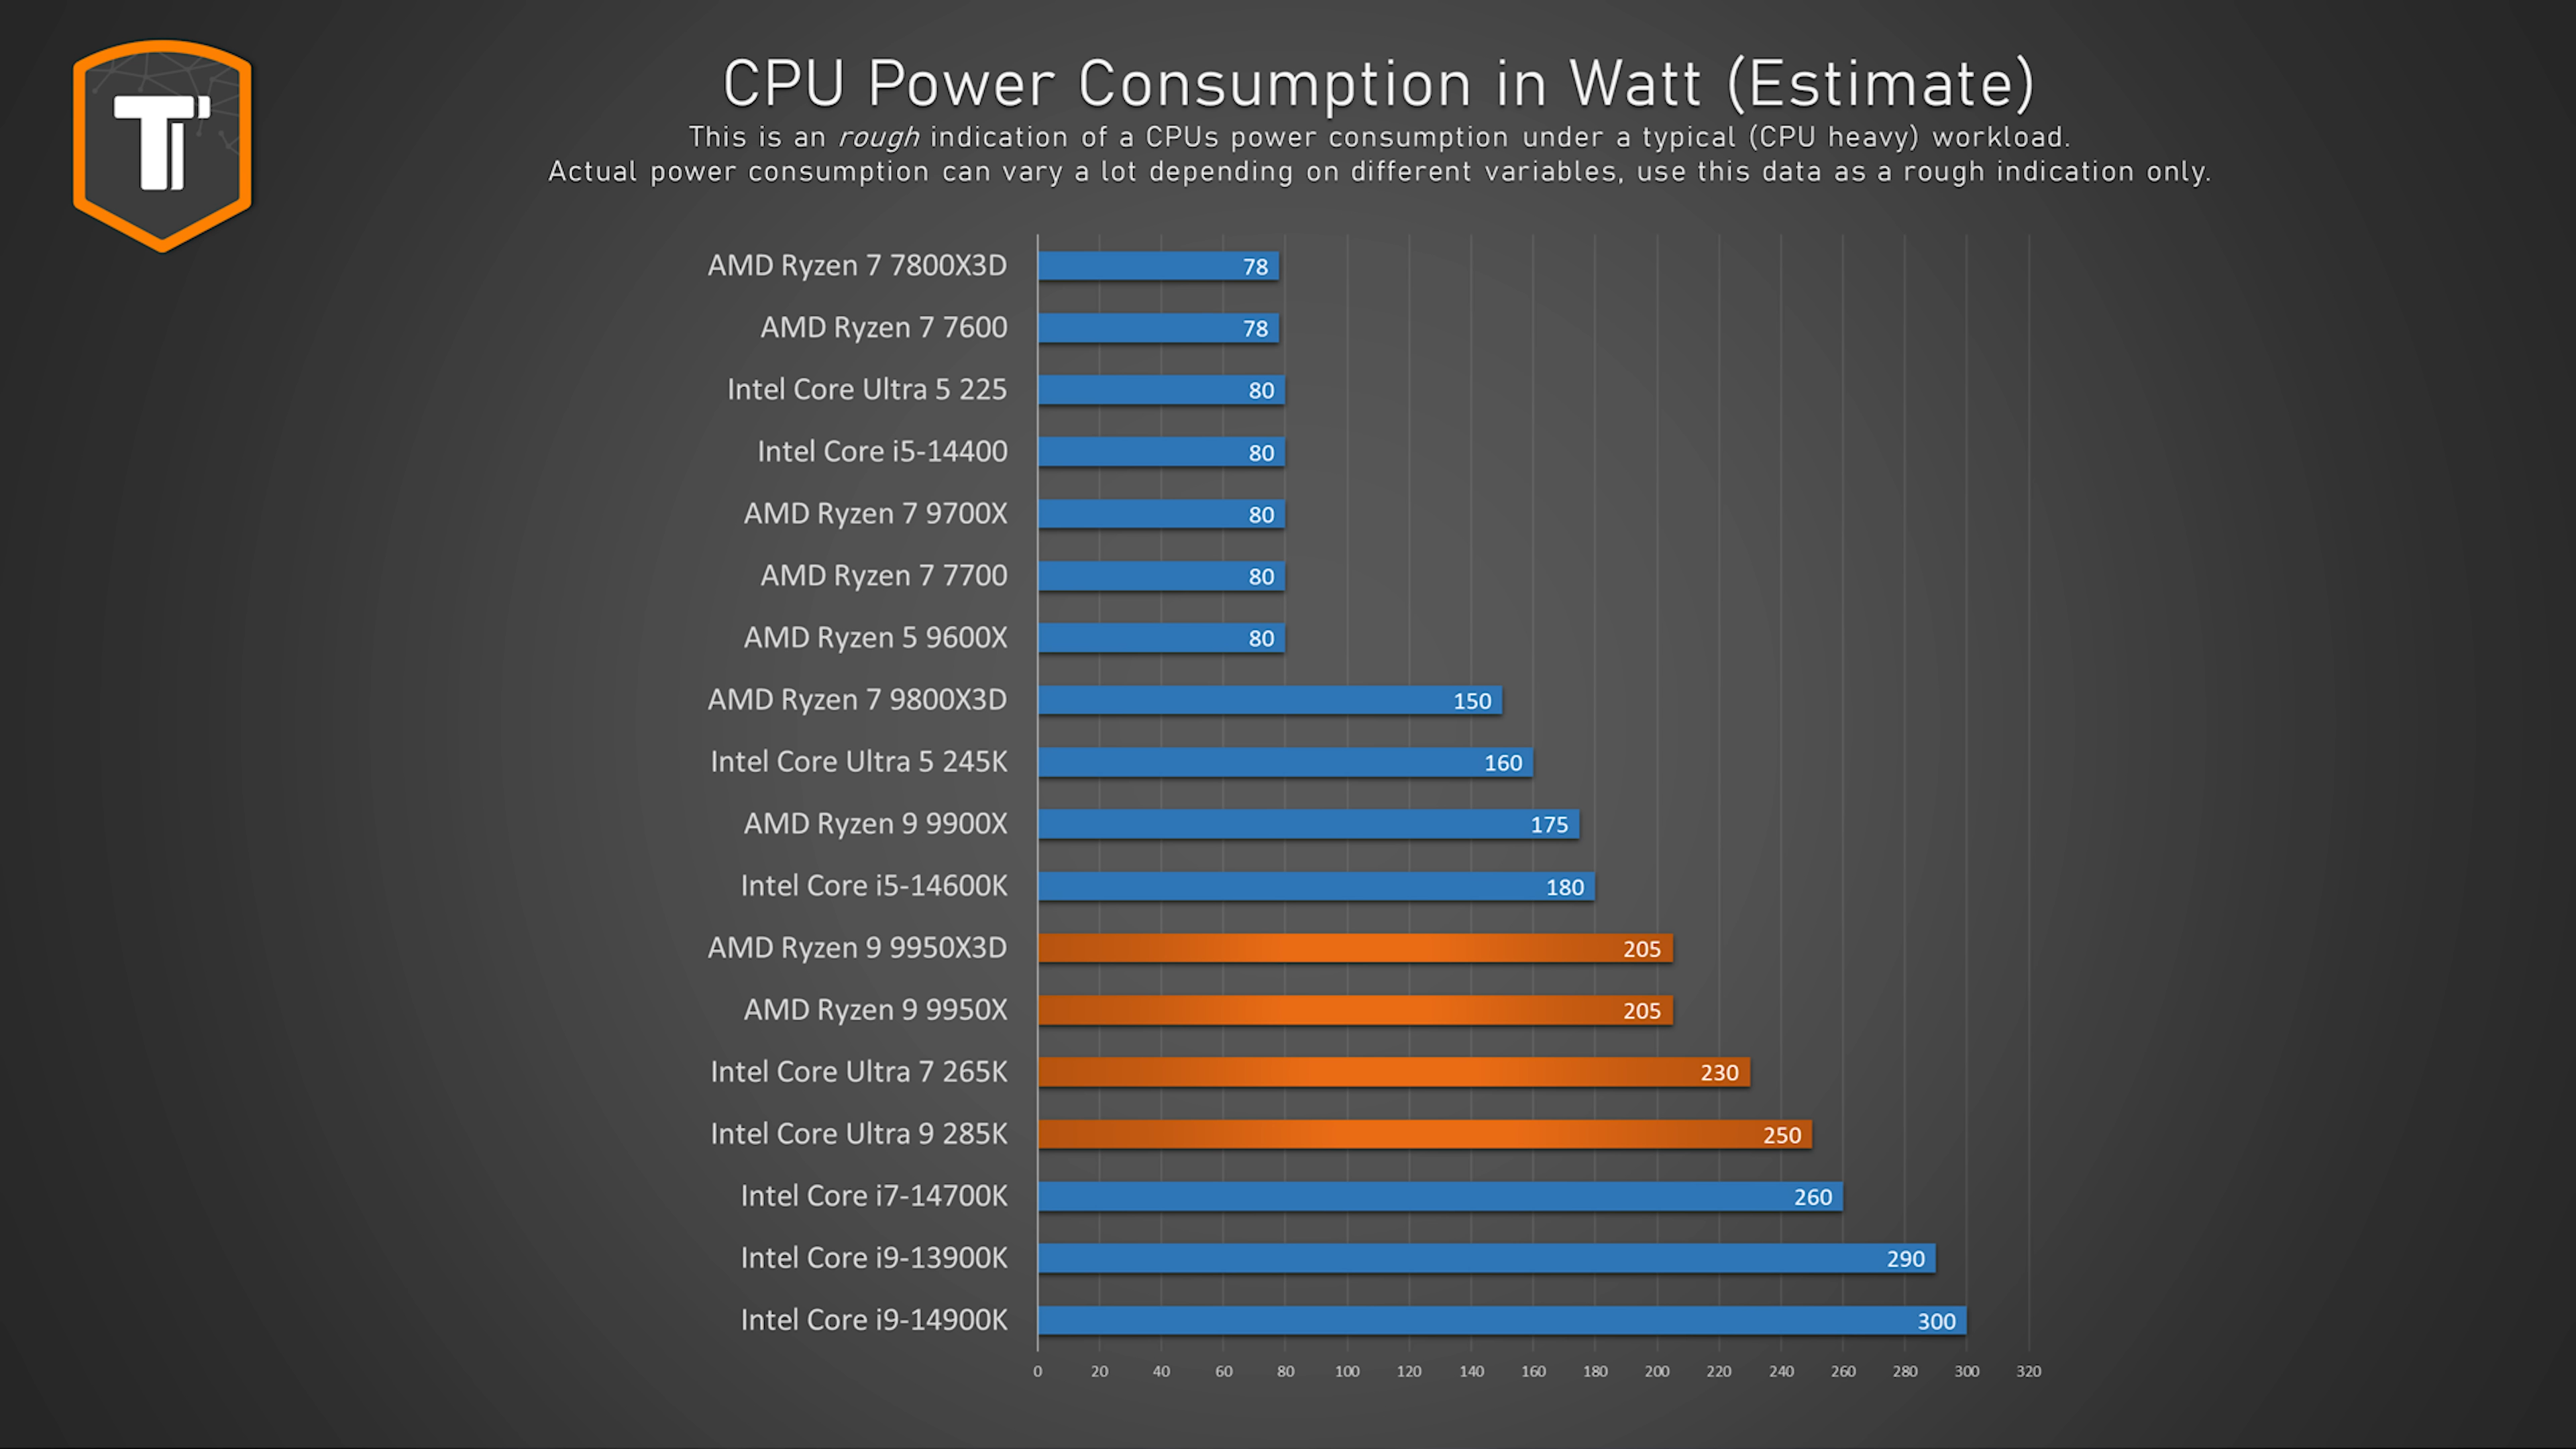 T
CPU Power Consumption in Watt (Estimate)
This is an rough indication of a CPUs power consumption under a typical (CPU heavy) workload.
Actual power consumption can vary a lot depending on different variables, use this data as a rough indication only.
AMD Ryzen 7 7800X3D 78
AMD Ryzen 7 7600 78
Intel Core Ultra 5 225 80
Intel Core i5-14400 80
AMD Ryzen 7 9700X 80
AMD Ryzen 7 7700 80
AMD Ryzen 5 9600X 80
AMD Ryzen 7 9800X3D 150
Intel Core Ultra 5 245K 160
AMD Ryzen 9 9900X 175
Intel Core i5-14600K 180
AMD Ryzen 9 9950X3D 205
AMD Ryzen 9 9950X 205
Intel Core Ultra 7 265K 230
Intel Core Ultra 9 285K 250
Intel Core i7-14700K 260
Intel Core i9-13900K 290
Intel Core i9-14900K 300
0 20 40 60 80 100 120 140 160 180 200 220 240 260 280 300 320